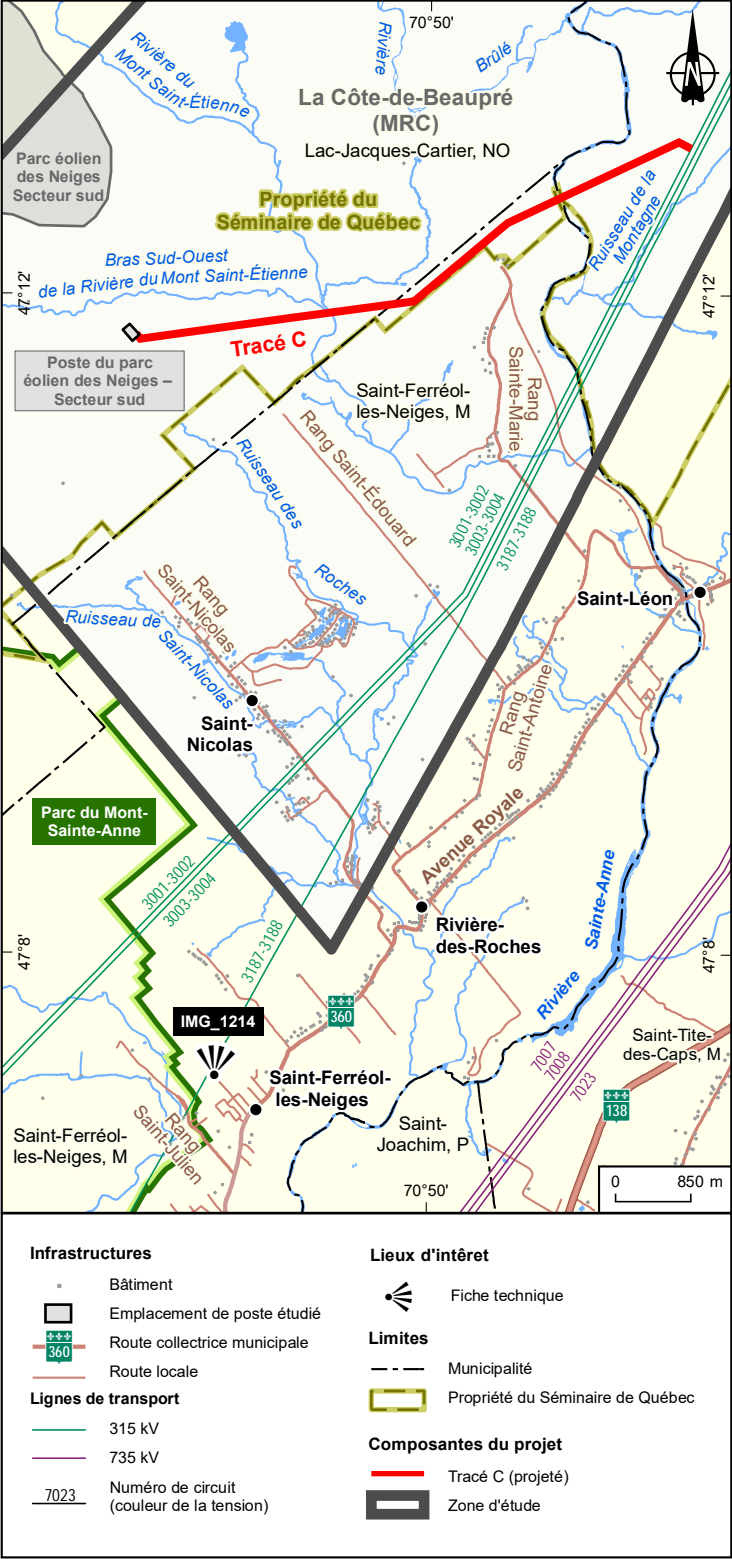 70°50'
Rivière du
Mont Saint-Étienne
Rivière
Brûlé
N
La Côte-de-Beaupré
(MRC)
Lac-Jacques-Cartier, NO
Parc éolien
des Neiges
Secteur sud
Propriété du
Séminaire de Québec
Ruisseau de la
Montagne
Bras Sud-Ouest
de la Rivière du Mont Saint-Étienne
47°12'
47°12'
Tracé C
Poste du parc
éolien des Neiges –
Secteur sud
Rang
Sainte-Marie
Saint-Ferréol-
les-Neiges, M
Rang Saint-Édouard
Ruisseau des
Roches
3001-3002
3003-3004
3187-3188
Rang
Saint-Nicolas
Saint-Léon
Ruisseau de
Saint-Nicolas
Saint-
Nicolas
Rang
Saint-Antoine
Parc du Mont-
Sainte-Anne
Avenue Royale
3001-3002
3003-3004
3187-3188
Rivière-
des-Roches
Rivière
Sainte-Anne
47°8'
47°8'
360
IMG_1214
7007
7008
7023
Saint-Tite-
des-Caps, M
138
Saint-Ferréol-
les-Neiges
Rang
Saint-Julien
Saint-Ferréol-
les-Neiges, M
Saint-
Joachim, P
70°50'
0 850 m
Infrastructures
Bâtiment
Emplacement de poste étudié
360
Route collectrice municipale
Route locale
Lignes de transport
315 kV
735 kV
7023
Numéro de circuit
(couleur de la tension)
Lieux d'intêret
Fiche technique
Limites
Municipalité
Propriété du Séminaire de Québec
Composantes du projet
Tracé C (projeté)
Zone d'étude